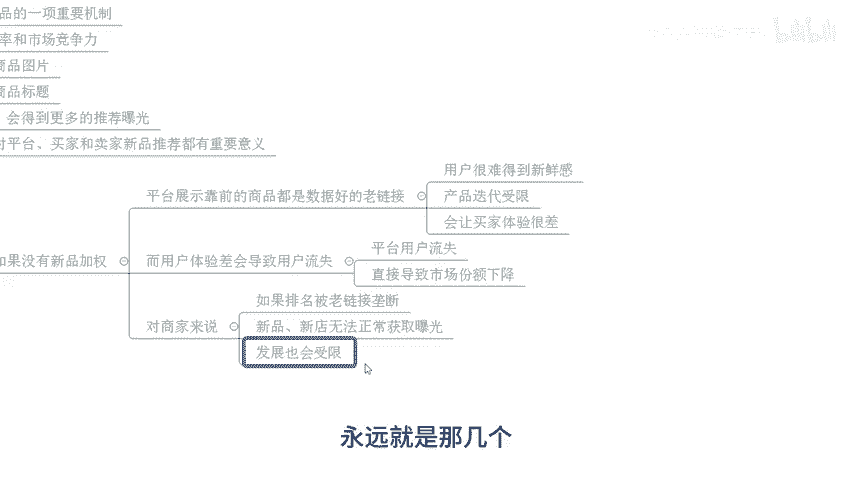 品的一项重要机制
率和市场竞争力
商品图片
商品标题
会得到更多的推荐曝光
对平台、买家和卖家新品推荐都有重要意义
用户很难得到新鲜感
平台展示靠前的商品都是数据好的老链接
产品迭代受限
会让买家体验很差
平台用户流失
如果没有新品加权
而用户体验差会导致用户流失
直接导致市场份额下降
如果排名被老链接垄断
对商家来说
新品、新店无法正常获取曝光
发展也会受限
永远就是那几个